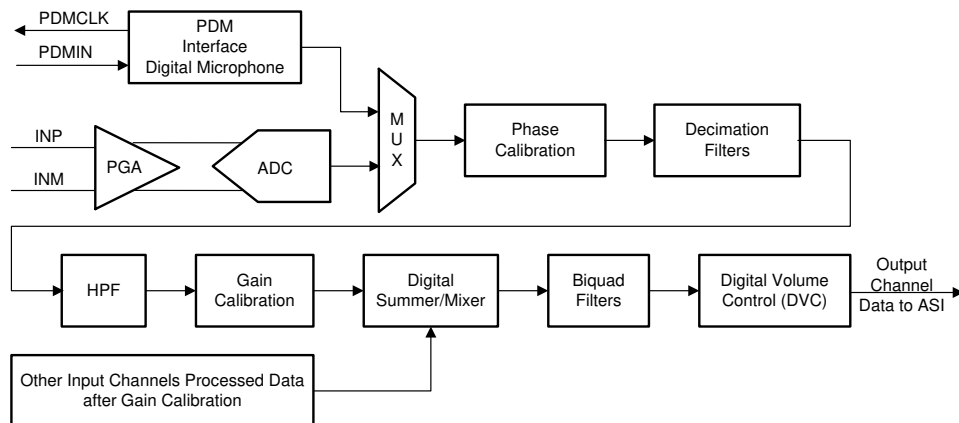 PDMCLK
PDMIN
PDM
Interface
Digital Microphone
INP
INM
PGA
ADC
M
U
X
Phase
Calibration
Decimation
Filters
HPF
Gain
Calibration
Digital
Summer/Mixer
Biquad
Filters
Digital Volume
Control (DVC)
Output
Channel
Data to ASI
Other Input Channels Processed Data
after Gain Calibration